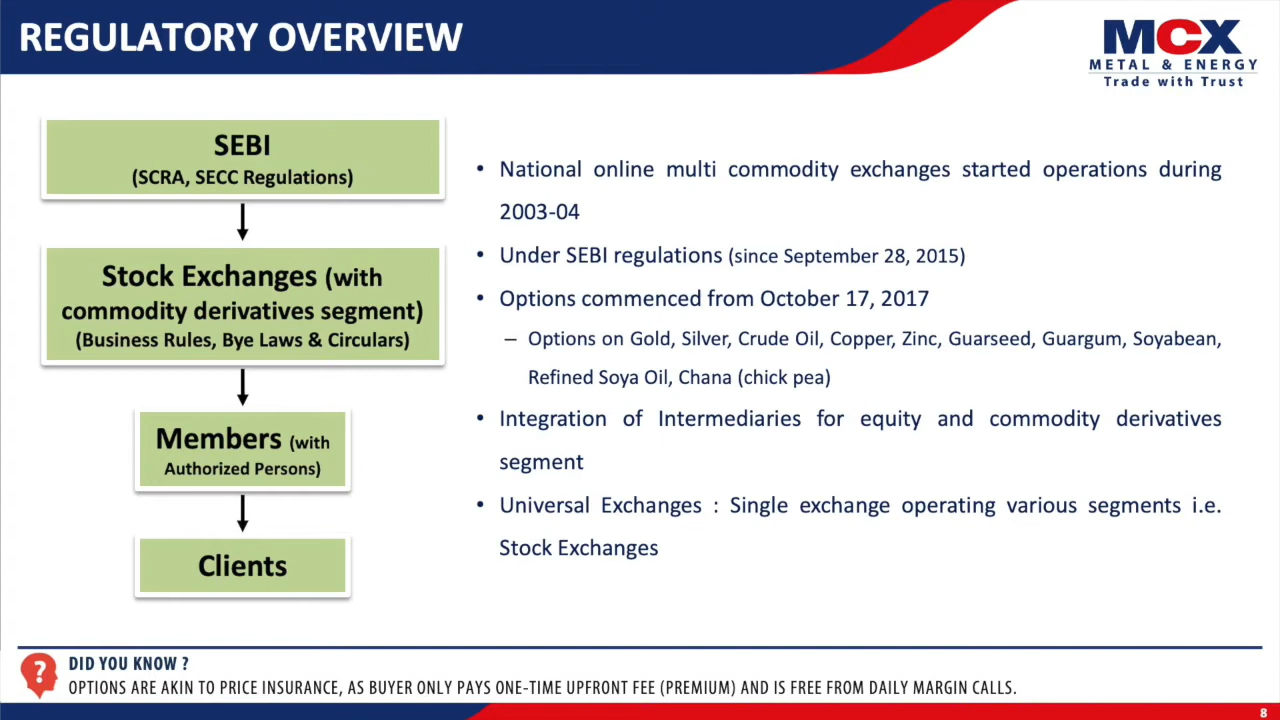 REGULATORY OVERVIEW
MCX
METAL & ENERGY
Trade with Trust
SEBI
(SCRA, SECC Regulations)
Stock Exchanges (with
commodity derivatives segment)
(Business Rules, Bye Laws & Circulars)
Members (with
Authorized Persons)
Clients
• National online multi commodity exchanges started operations during
2003-04
• Under SEBI regulations (since September 28, 2015)
• Options commenced from October 17, 2017
– Options on Gold, Silver, Crude Oil, Copper, Zinc, Guarseed, Guargum, Soyabean,
Refined Soya Oil, Chana (chick pea)
• Integration of Intermediaries for equity and commodity derivatives
segment
• Universal Exchanges : Single exchange operating various segments i.e.
Stock Exchanges
?
DID YOU KNOW ?
OPTIONS ARE AKIN TO PRICE INSURANCE, AS BUYER ONLY PAYS ONE-TIME UPFRONT FEE (PREMIUM) AND IS FREE FROM DAILY MARGIN CALLS.
8